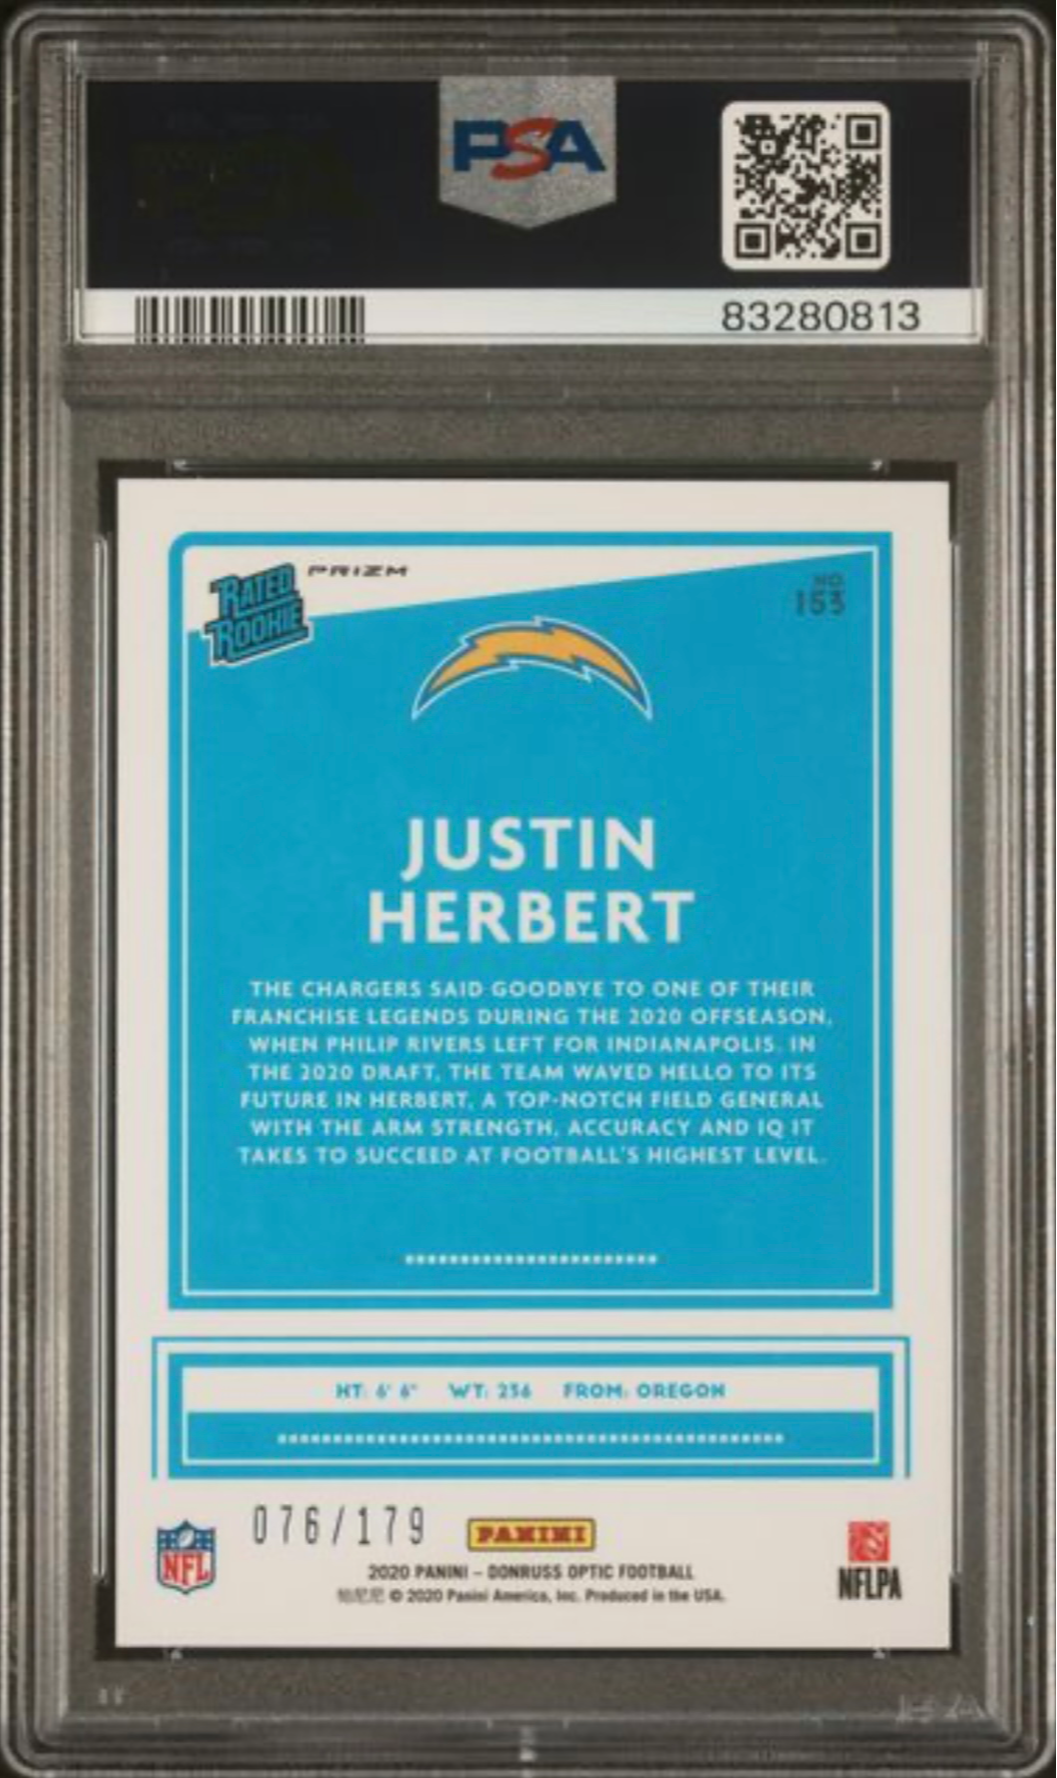 PSA
83280813
RATED
ROOKIE
PRIZM
NO.
153
JUSTIN
HERBERT
THE CHARGERS SAID GOODBYE TO ONE OF THEIR
FRANCHISE LEGENDS DURING THE 2020 OFFSEASON,
WHEN PHILIP RIVERS LEFT FOR INDIANAPOLIS. IN
THE 2020 DRAFT, THE TEAM WAVED HELLO TO ITS
FUTURE IN HERBERT, A TOP-NOTCH FIELD GENERAL
WITH THE ARM STRENGTH, ACCURACY AND IQ IT
TAKES TO SUCCEED AT FOOTBALL'S HIGHEST LEVEL.
HT: 6' 6" WT: 236 FROM: OREGON
076/179
PANINI
NFL
2020 PANINI – DONRUSS OPTIC FOOTBALL
© 2020 Panini America, Inc. Produced in the USA.
NFLPA